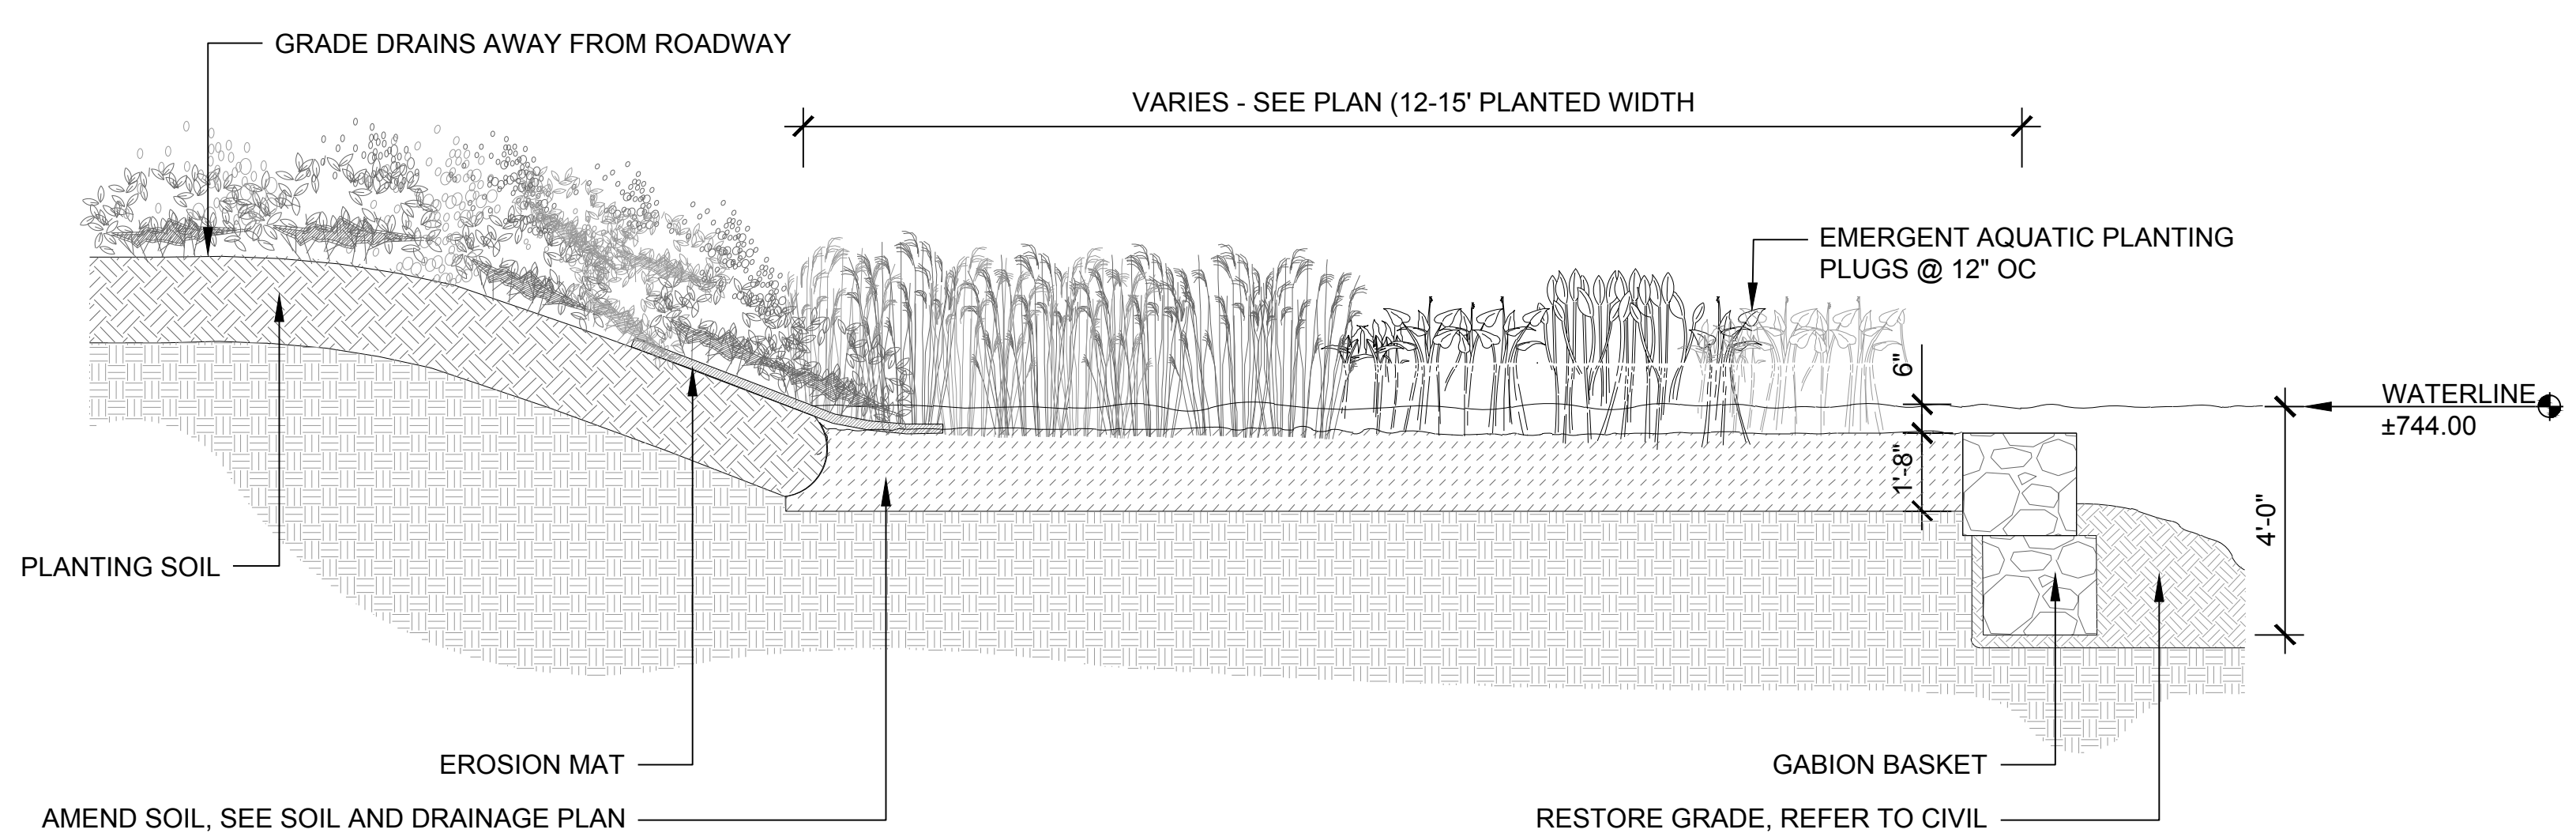 GRADE DRAINS AWAY FROM ROADWAY
VARIES - SEE PLAN (12-15' PLANTED WIDTH
EMERGENT AQUATIC PLANTING
PLUGS @ 12" OC
6"
WATERLINE
±744.00
1'-8"
4'-0"
PLANTING SOIL
EROSION MAT
GABION BASKET
AMEND SOIL, SEE SOIL AND DRAINAGE PLAN
RESTORE GRADE, REFER TO CIVIL